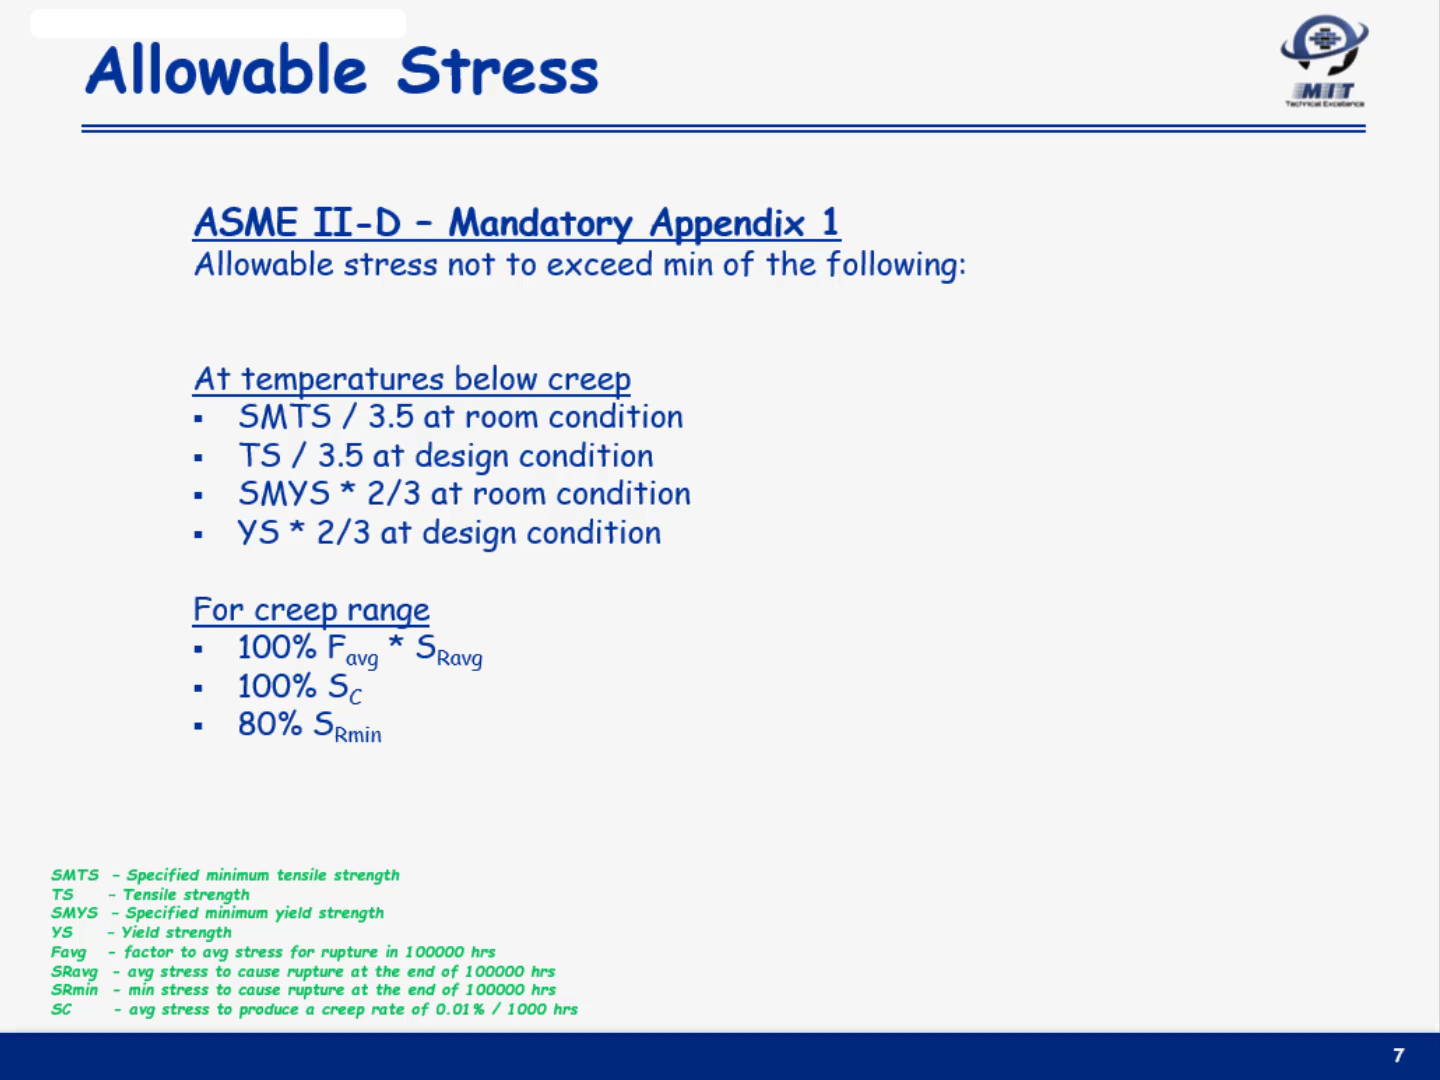 Allowable Stress
MIT
Technical Excellence
ASME II-D – Mandatory Appendix 1
Allowable stress not to exceed min of the following:
At temperatures below creep
▪ SMTS / 3.5 at room condition
▪ TS / 3.5 at design condition
▪ SMYS * 2/3 at room condition
▪ YS * 2/3 at design condition
For creep range
▪ 100% Favg * SRavg
▪ 100% SC
▪ 80% SRmin
SMTS – Specified minimum tensile strength
TS – Tensile strength
SMYS – Specified minimum yield strength
YS – Yield strength
Favg – factor to avg stress for rupture in 100000 hrs
SRavg – avg stress to cause rupture at the end of 100000 hrs
SRmin – min stress to cause rupture at the end of 100000 hrs
SC – avg stress to produce a creep rate of 0.01% / 1000 hrs
7